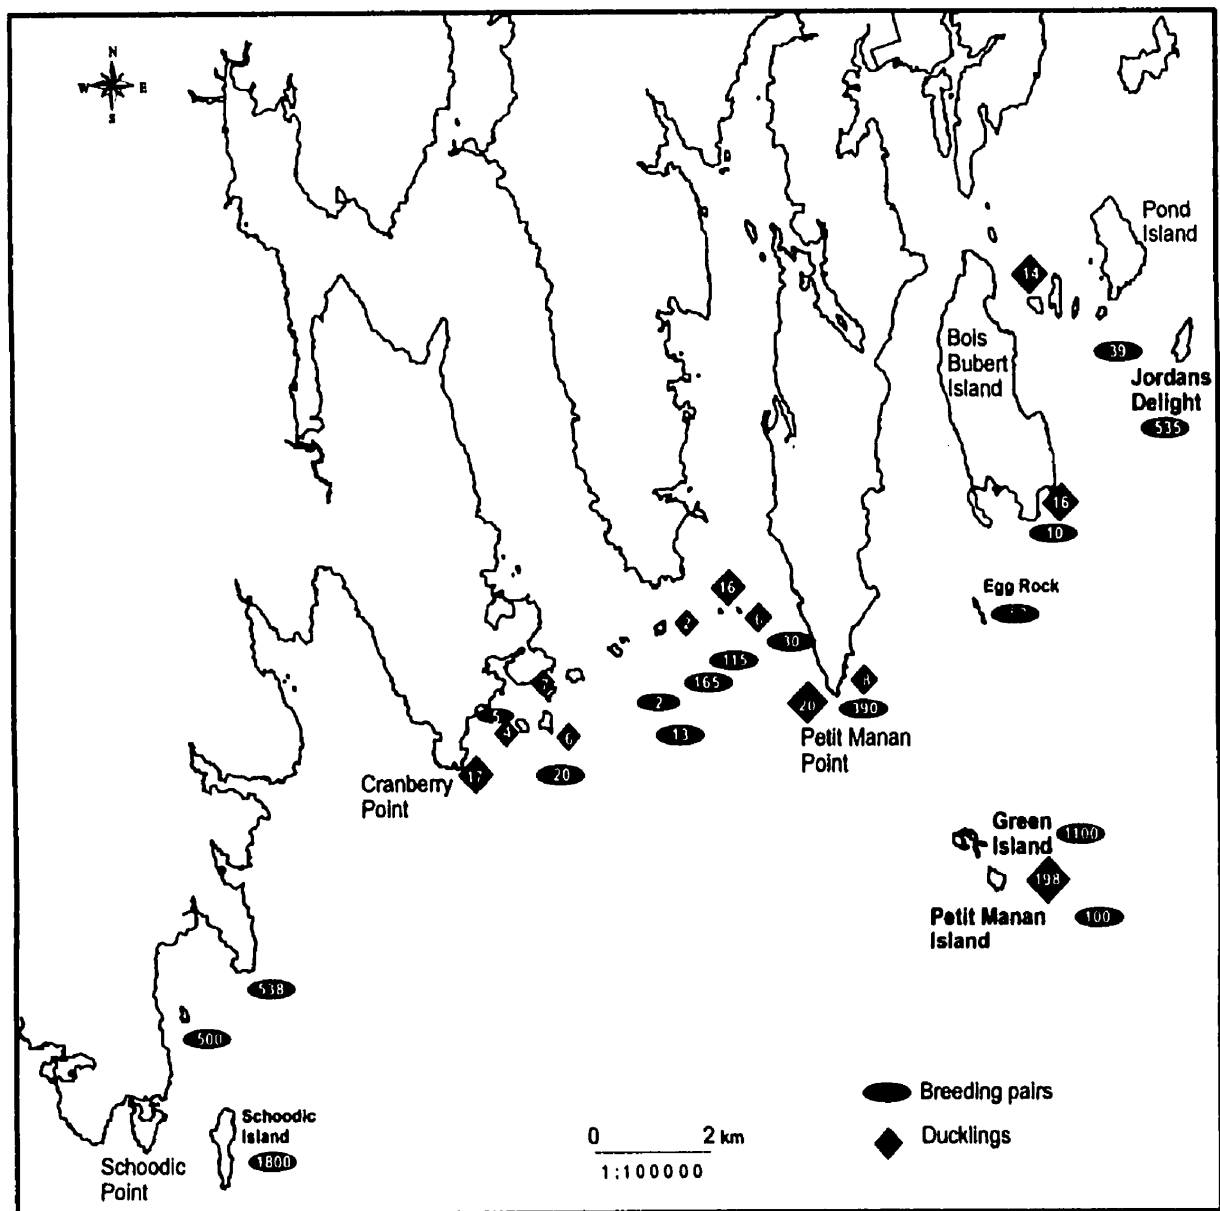 N
W E
S
Pond
Island
14
Bois
Bubert
Island
39
Jordans
Delight
535
16
10
Egg Rock
16
2
6
30
115
165
2
13
8
20
390
Petit Manan
Point
5
4
6
17
20
Cranberry
Point
Green
Island
1100
198
Petit Manan
Island
100
538
500
Schoodic
Island
1800
Schoodic
Point
Breeding pairs
Ducklings
0 2 km
1:100000